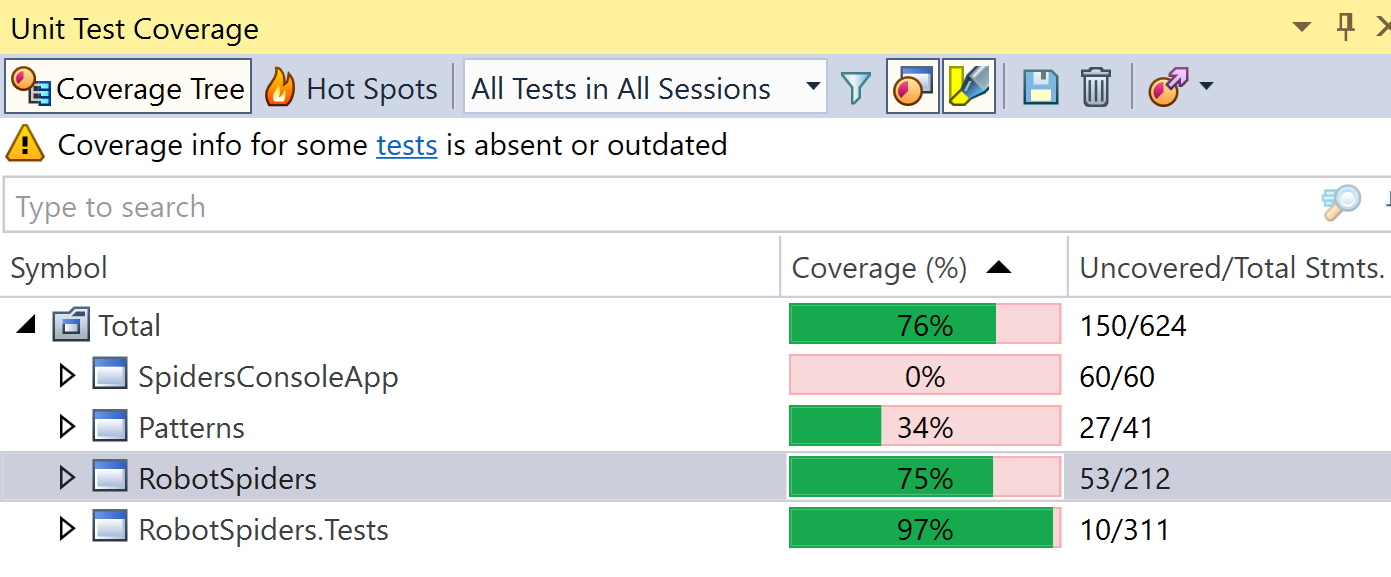 Unit Test Coverage
Coverage Tree Hot Spots All Tests in All Sessions
Coverage info for some tests is absent or outdated
Type to search
Symbol Coverage (%) Uncovered/Total Stmts.
Total 76% 150/624
SpidersConsoleApp 0% 60/60
Patterns 34% 27/41
RobotSpiders 75% 53/212
RobotSpiders.Tests 97% 10/311